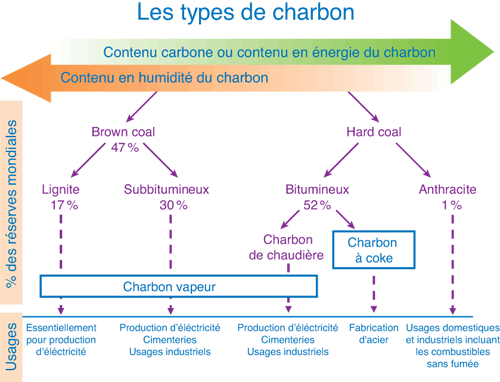 Les types de charbon
Contenu carbone ou contenu en énergie du charbon
Contenu en humidité du charbon
% des réserves mondiales
Brown coal
47 %
Hard coal
Lignite
17 %
Subbitumineux
30 %
Bitumineux
52 %
Anthracite
1 %
Charbon
de chaudière
Charbon
à coke
Charbon vapeur
Usages
Essentiellement
pour production
d'électricité
Production d'électricité
Cimenteries
Usages industriels
Production d'électricité
Cimenteries
Usages industriels
Fabrication
d'acier
Usages domestiques
et industriels incluant
les combustibles
sans fumée